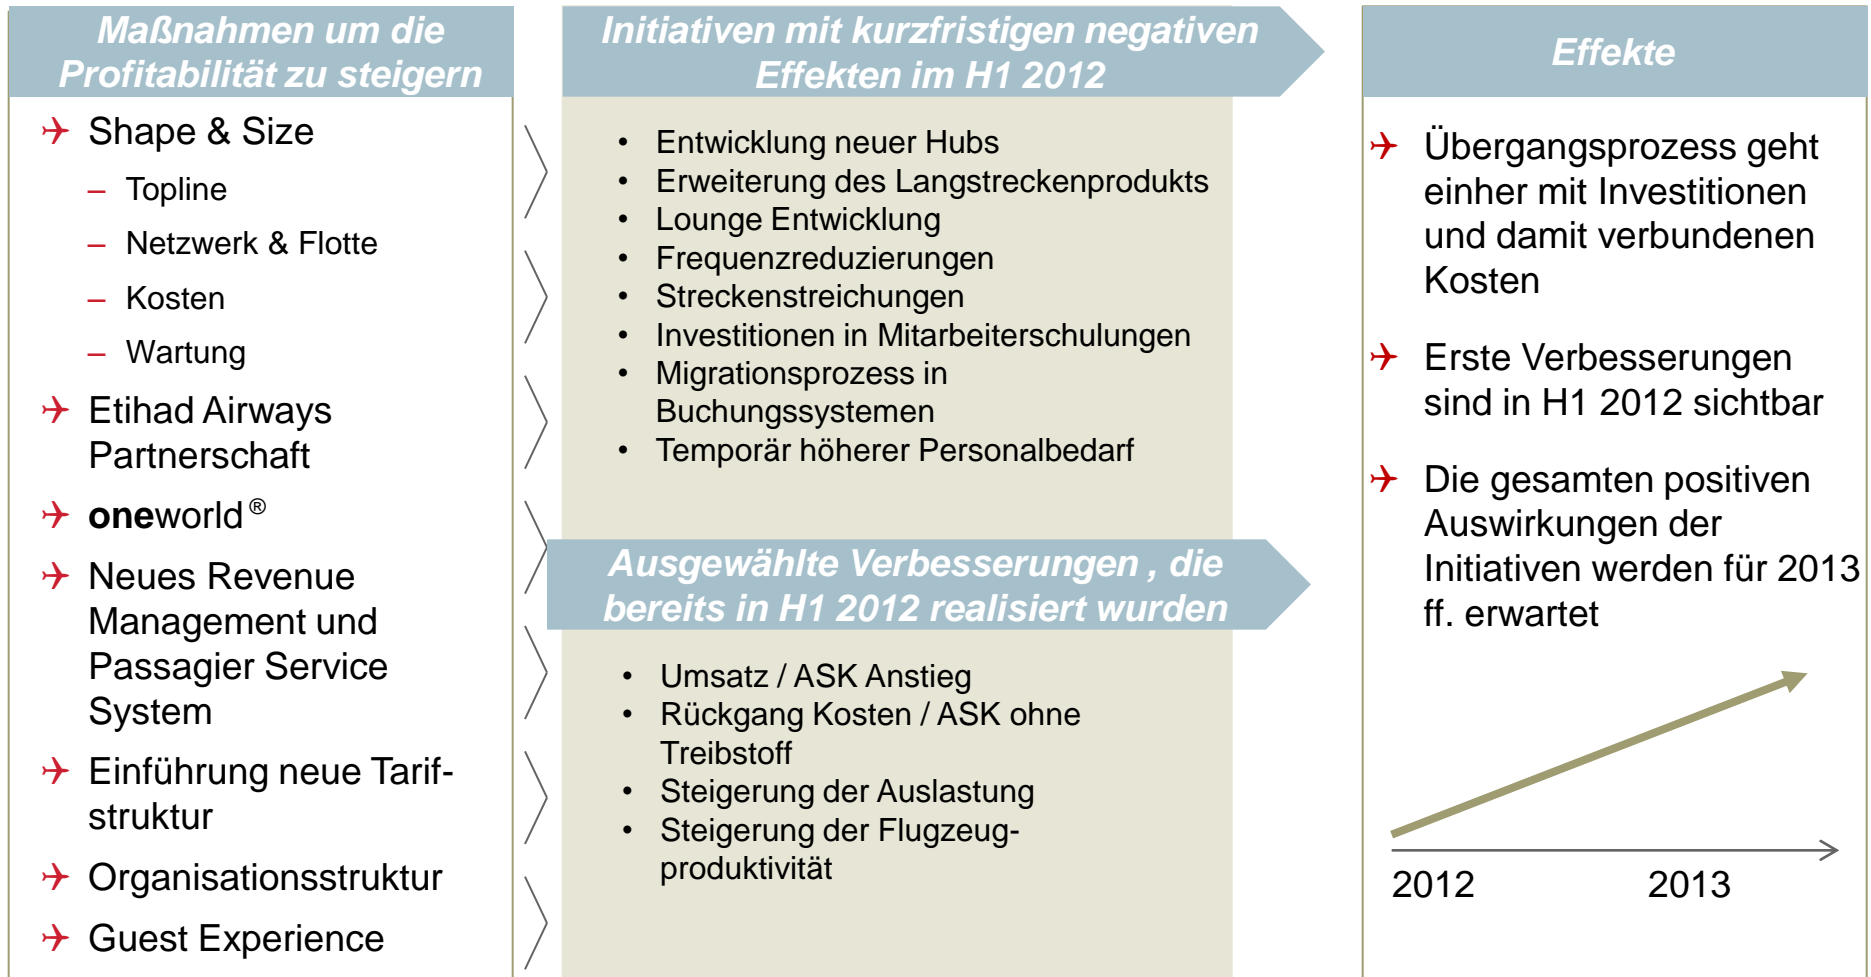 Maßnahmen um die
Profitabilität zu steigern
Shape & Size
– Topline
– Netzwerk & Flotte
– Kosten
– Wartung
Etihad Airways
Partnerschaft
oneworld ®
Neues Revenue
Management und
Passagier Service
System
Einführung neue Tarif-
struktur
Organisationsstruktur
Guest Experience
Initiativen mit kurzfristigen negativen
Effekten im H1 2012
• Entwicklung neuer Hubs
• Erweiterung des Langstreckenprodukts
• Lounge Entwicklung
• Frequenzreduzierungen
• Streckenstreichungen
• Investitionen in Mitarbeiterschulungen
• Migrationsprozess in
Buchungssystemen
• Temporär höherer Personalbedarf
Ausgewählte Verbesserungen , die
bereits in H1 2012 realisiert wurden
• Umsatz / ASK Anstieg
• Rückgang Kosten / ASK ohne
Treibstoff
• Steigerung der Auslastung
• Steigerung der Flugzeug-
produktivität
Effekte
Übergangsprozess geht
einher mit Investitionen
und damit verbundenen
Kosten
Erste Verbesserungen
sind in H1 2012 sichtbar
Die gesamten positiven
Auswirkungen der
Initiativen werden für 2013
ff. erwartet
2012 2013